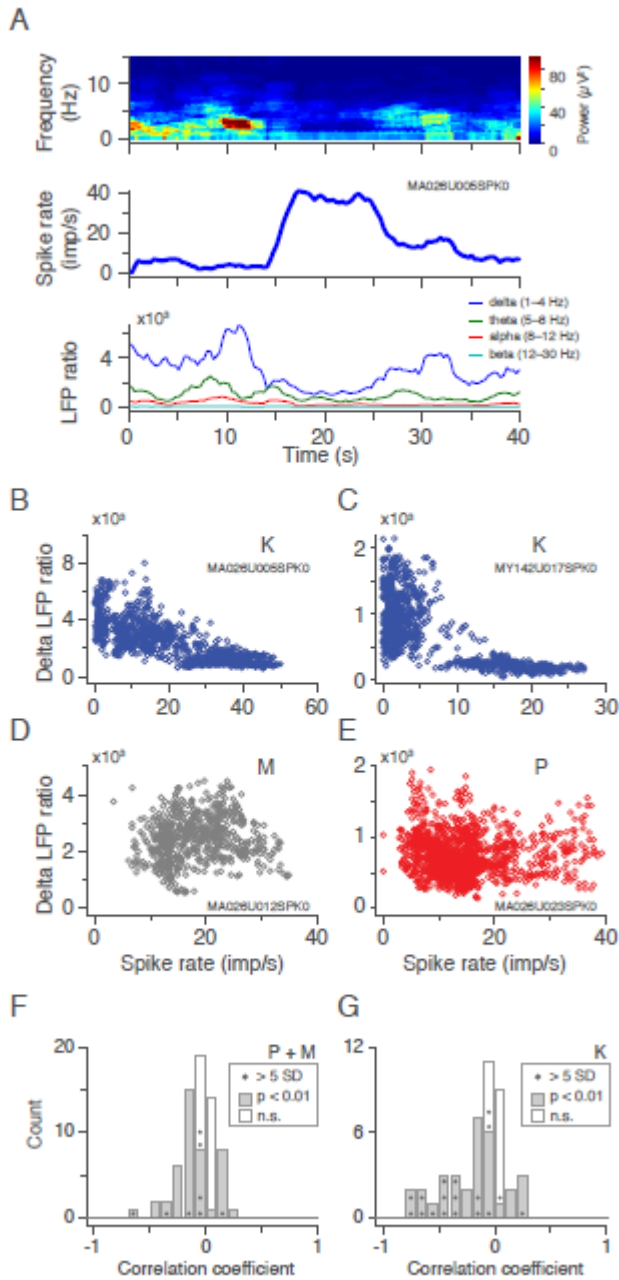 A
Frequency
(Hz)
15
0
80
40
0
Power (µV²)
Spike rate
(imp/s)
40
20
0
MA026U005SPK0
LFP ratio
x10³
4
0
delta (1–4 Hz)
theta (5–8 Hz)
alpha (8–12 Hz)
beta (12–30 Hz)
0 10 20 30 40
Time (s)
B
x10³
K
MA026U005SPK0
Delta LFP ratio
8
4
0
0 20 40 60
C
x10³
K
MY142U017SPK0
2
1
0
0 10 20 30
D
x10³
M
Delta LFP ratio
4
2
0
MA026U012SPK0
0 20 40
Spike rate (imp/s)
E
x10³
P
2
1
0
MA026U023SPK0
0 20 40
Spike rate (imp/s)
F
P + M
* > 5 SD
p < 0.01
n.s.
Count
20
10
0
-1 0 1
Correlation coefficient
G
K
* > 5 SD
p < 0.01
n.s.
12
6
0
-1 0 1
Correlation coefficient